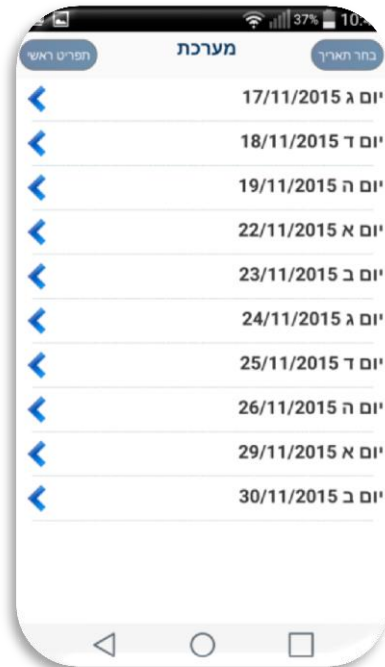 37%
בחר תאריך מערכת תפריט ראשי
יום ג 17/11/2015
יום ד 18/11/2015
יום ה 19/11/2015
יום א 22/11/2015
יום ב 23/11/2015
יום ג 24/11/2015
יום ד 25/11/2015
יום ה 26/11/2015
יום א 29/11/2015
יום ב 30/11/2015